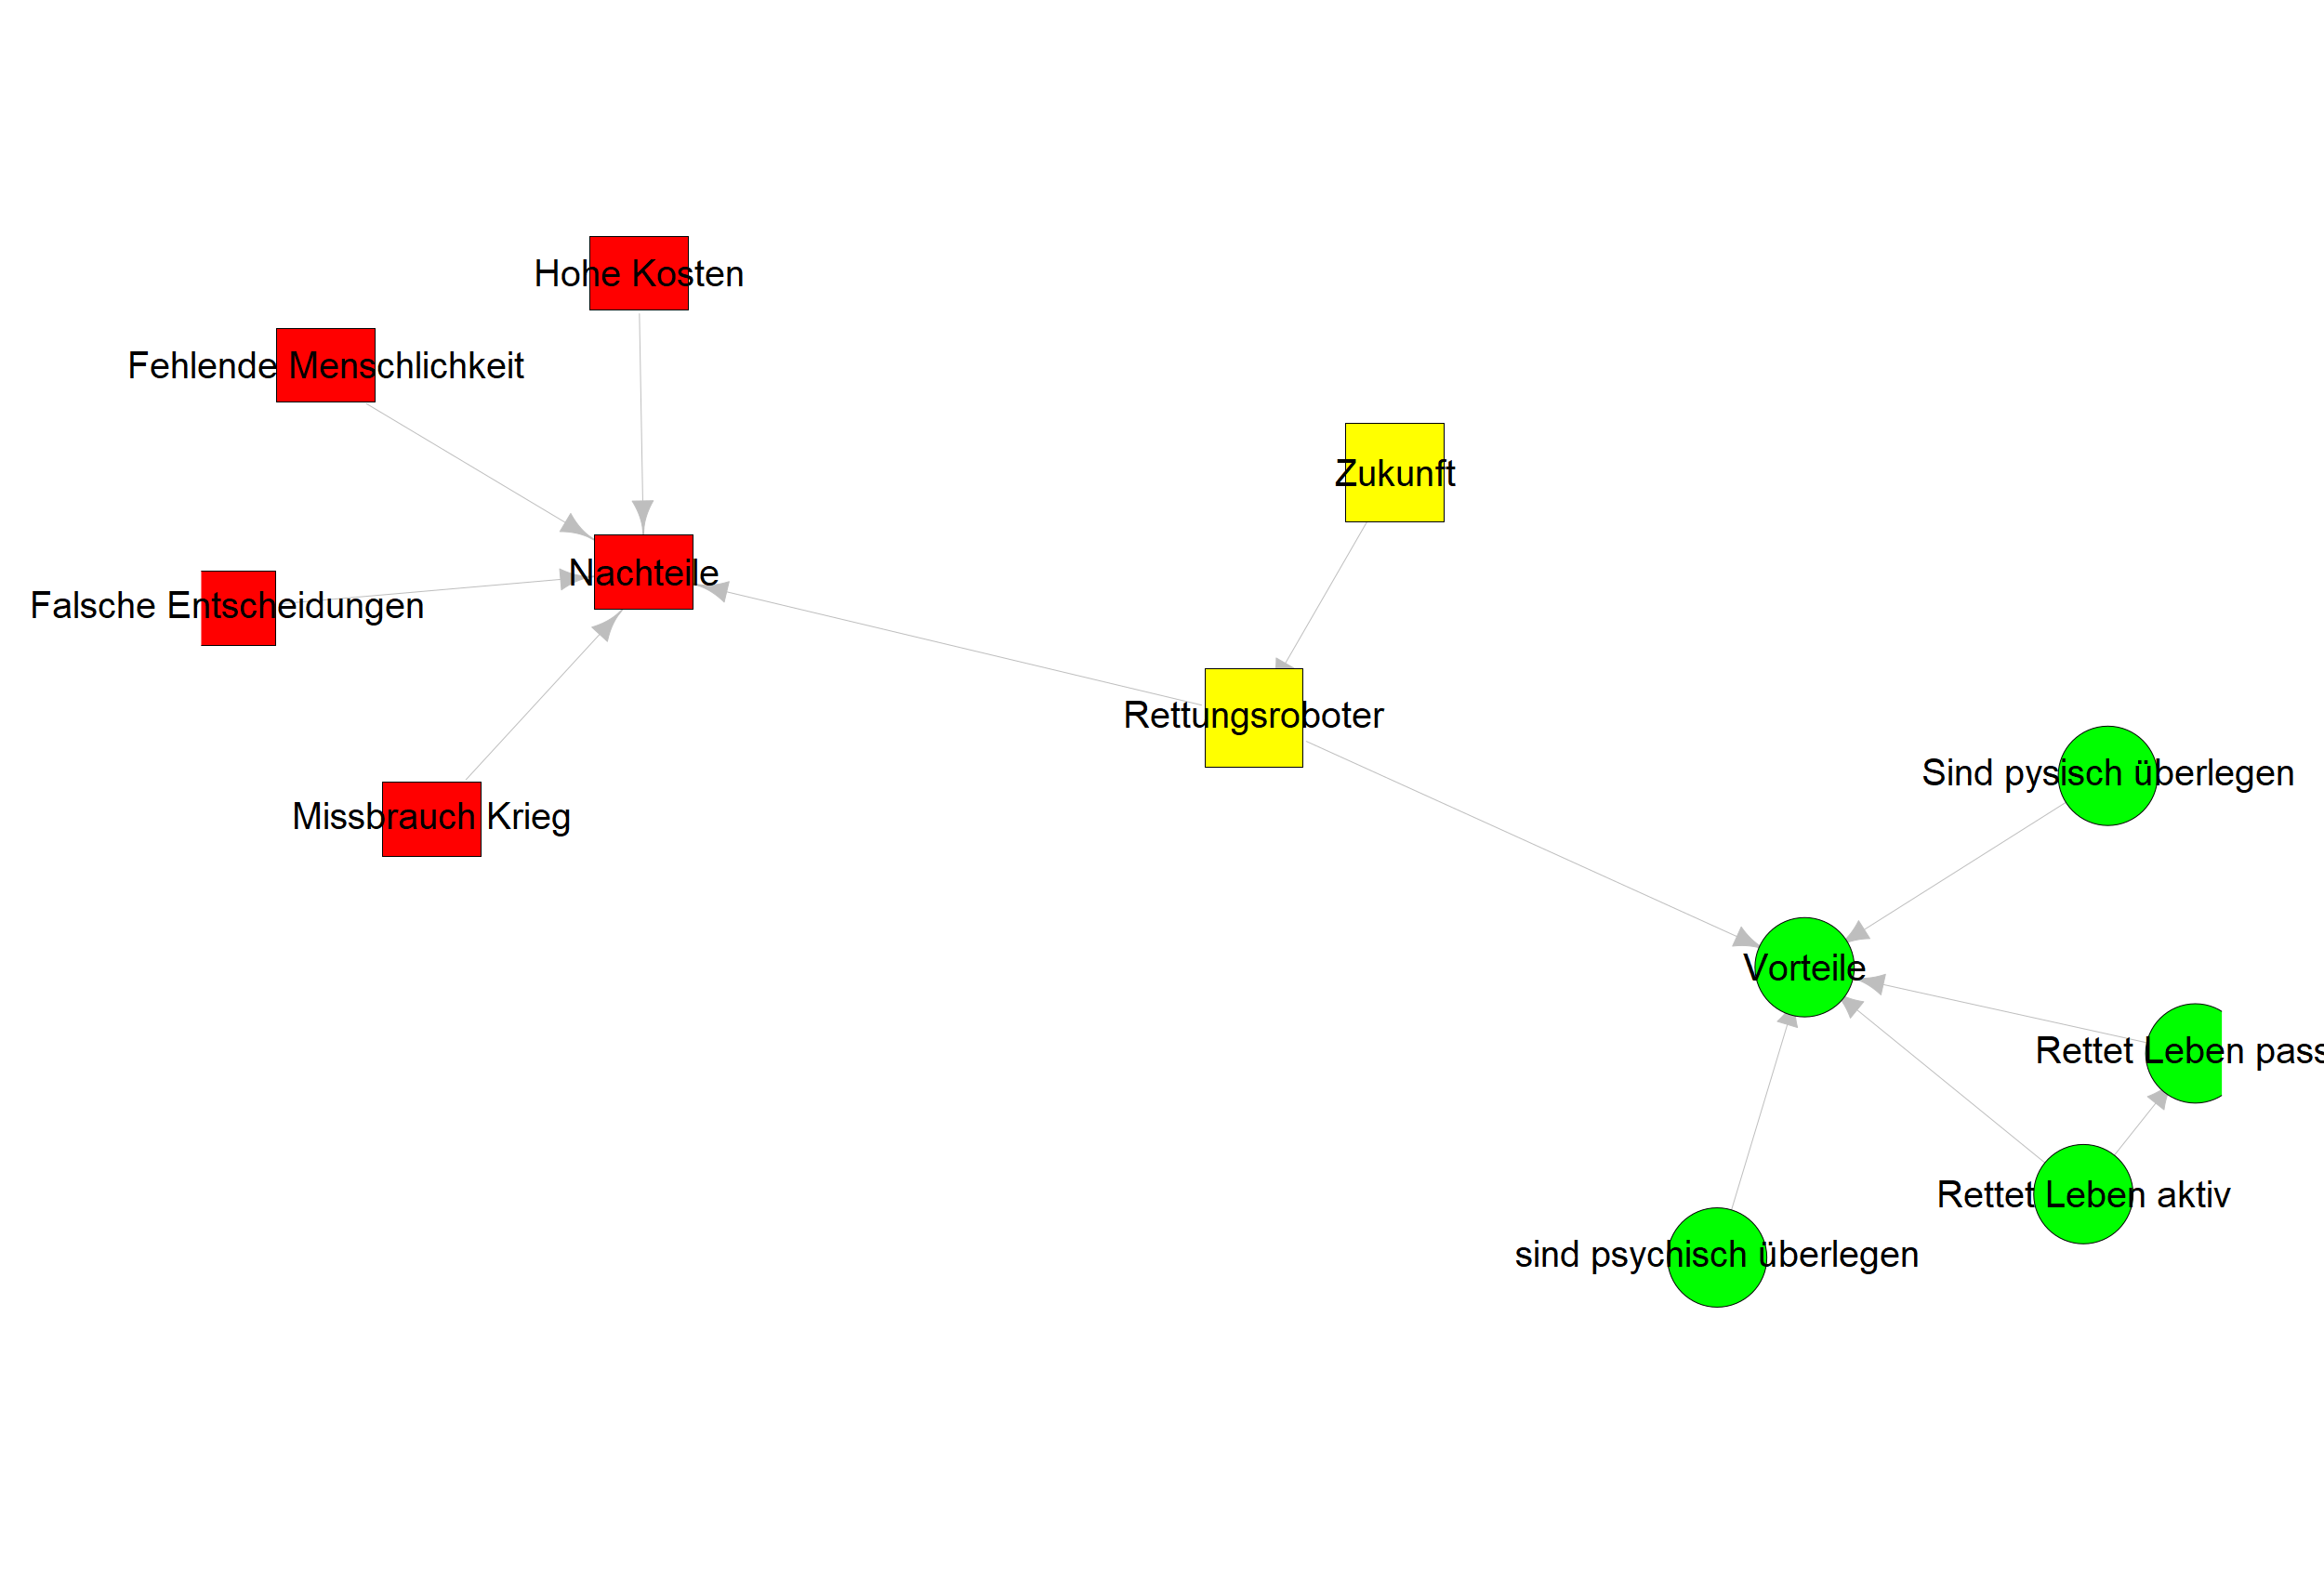 Hohe Kosten
Fehlende Menschlichkeit
Zukunft
Nachteile
Falsche Entscheidungen
Rettungsroboter
Sind pysisch überlegen
Missbrauch Krieg
Vorteile
Rettet Leben pass
Rettet Leben aktiv
sind psychisch überlegen